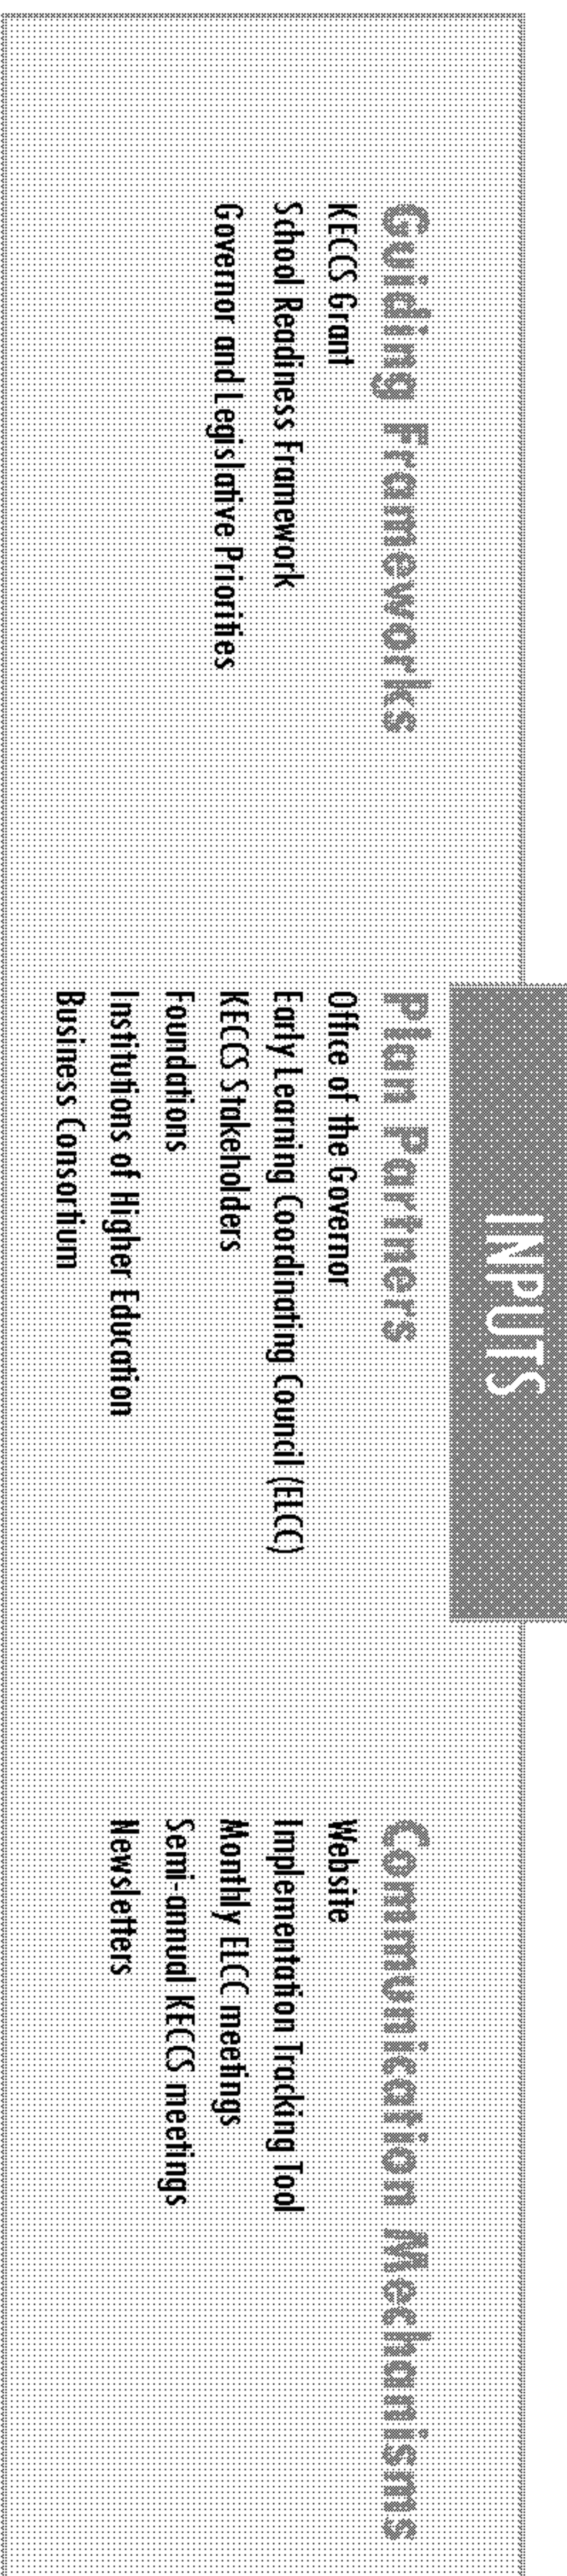 INPUTS
Guiding Frameworks
KECCS Grant
School Readiness Framework
Governor and Legislative Priorities
Plan Partners
Office of the Governor
Early Learning Coordinating Council (ELCC)
KECCS Stakeholders
Foundations
Institutions of Higher Education
Business Consortium
Communication Mechanisms
Website
Implementation Tracking Tool
Monthly ELCC meetings
Semi-annual KECCS meetings
Newsletters